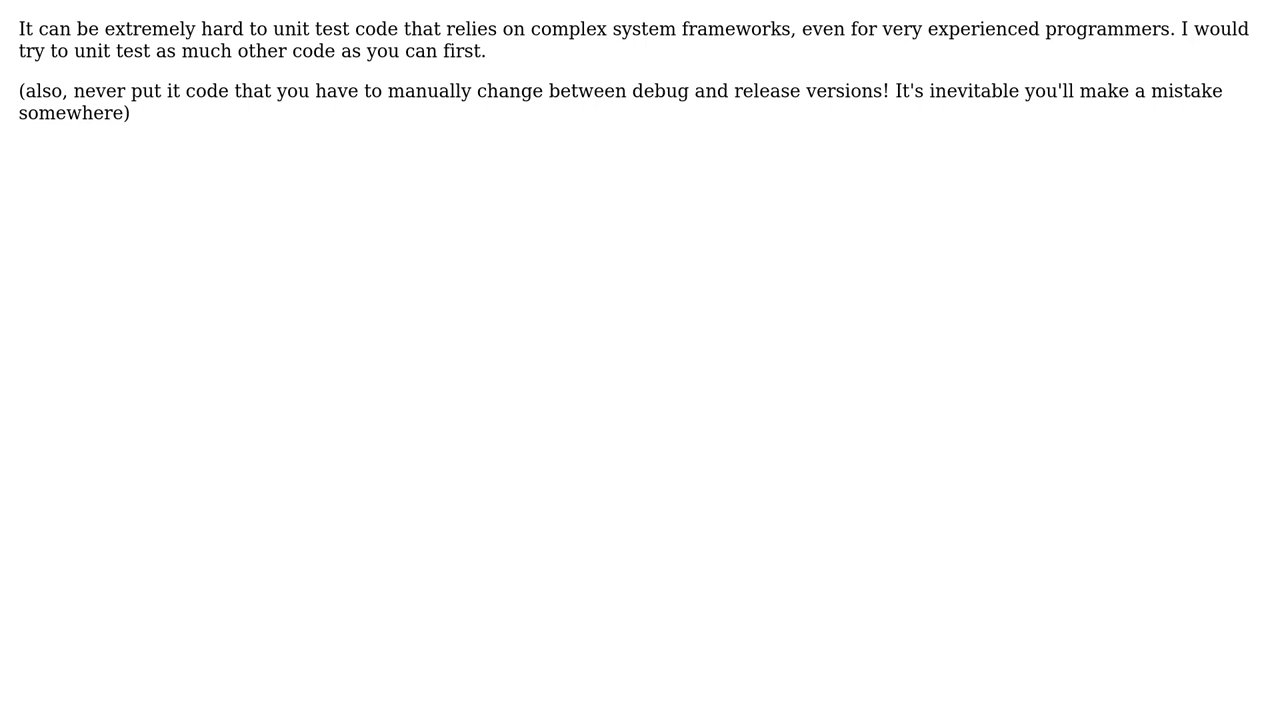 It can be extremely hard to unit test code that relies on complex system frameworks, even for very experienced programmers. I would
try to unit test as much other code as you can first.
(also, never put it code that you have to manually change between debug and release versions! It's inevitable you'll make a mistake
somewhere)